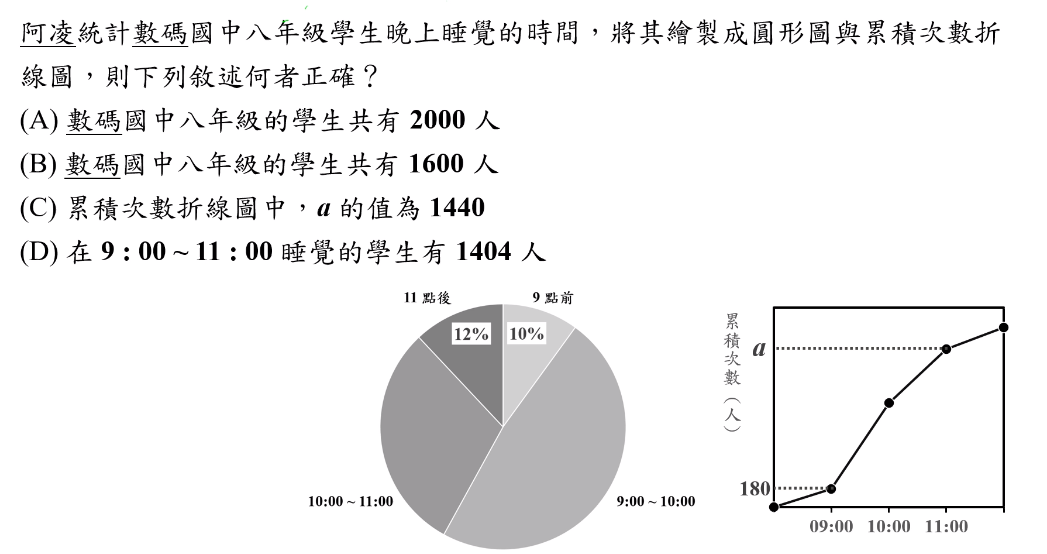 阿凌統計數碼國中八年級學生晚上睡覺的時間，將其繪製成圓形圖與累積次數折
線圖，則下列敘述何者正確？
(A) 數碼國中八年級的學生共有 2000 人
(B) 數碼國中八年級的學生共有 1600 人
(C) 累積次數折線圖中，a 的值為 1440
(D) 在 9：00 ~ 11：00 睡覺的學生有 1404 人
11 點後
9 點前
12%
10%
10:00 ~ 11:00
9:00 ~ 10:00
累積次數（人）
a
180
09:00 10:00 11:00